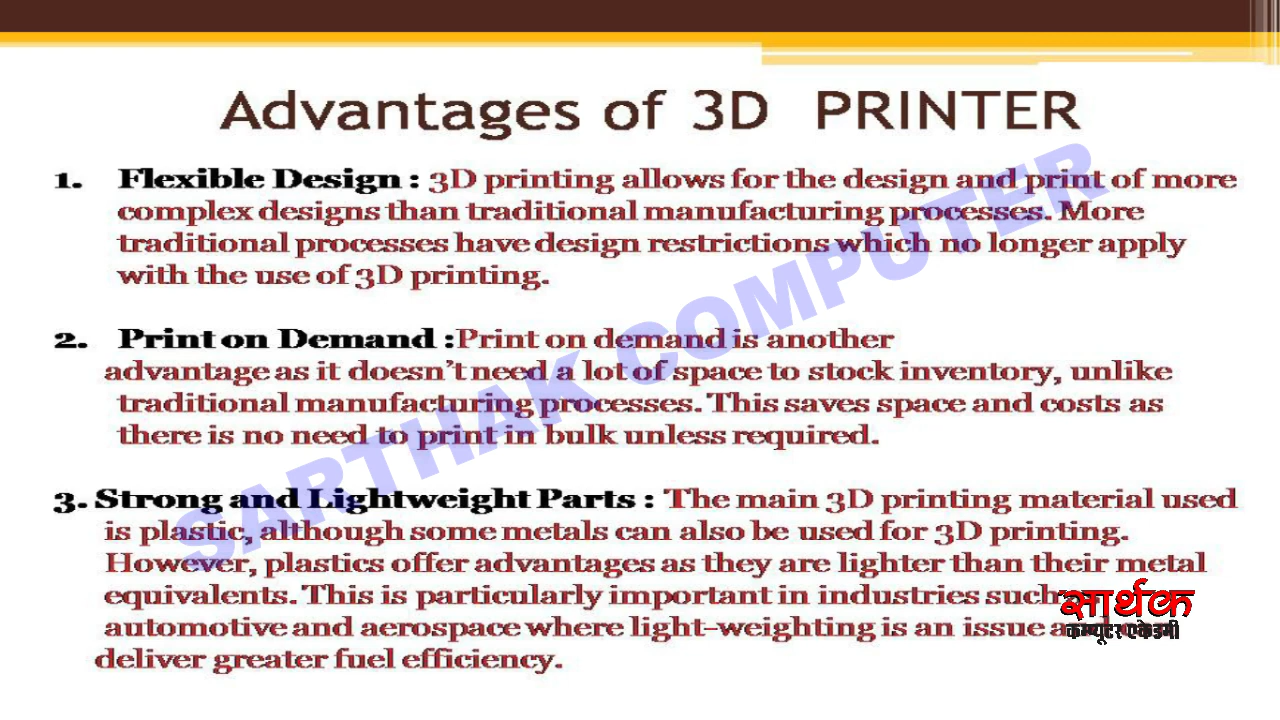 Advantages of 3D PRINTER
1. Flexible Design : 3D printing allows for the design and print of more
complex designs than traditional manufacturing processes. More
traditional processes have design restrictions which no longer apply
with the use of 3D printing.
2. Print on Demand :Print on demand is another
advantage as it doesn’t need a lot of space to stock inventory, unlike
traditional manufacturing processes. This saves space and costs as
there is no need to print in bulk unless required.
3. Strong and Lightweight Parts : The main 3D printing material used
is plastic, although some metals can also be used for 3D printing.
However, plastics offer advantages as they are lighter than their metal
equivalents. This is particularly important in industries such
automotive and aerospace where light-weighting is an issue
deliver greater fuel efficiency.
SARTHAK COMPUTER
सार्थक
कम्प्यूटर एकेडमी